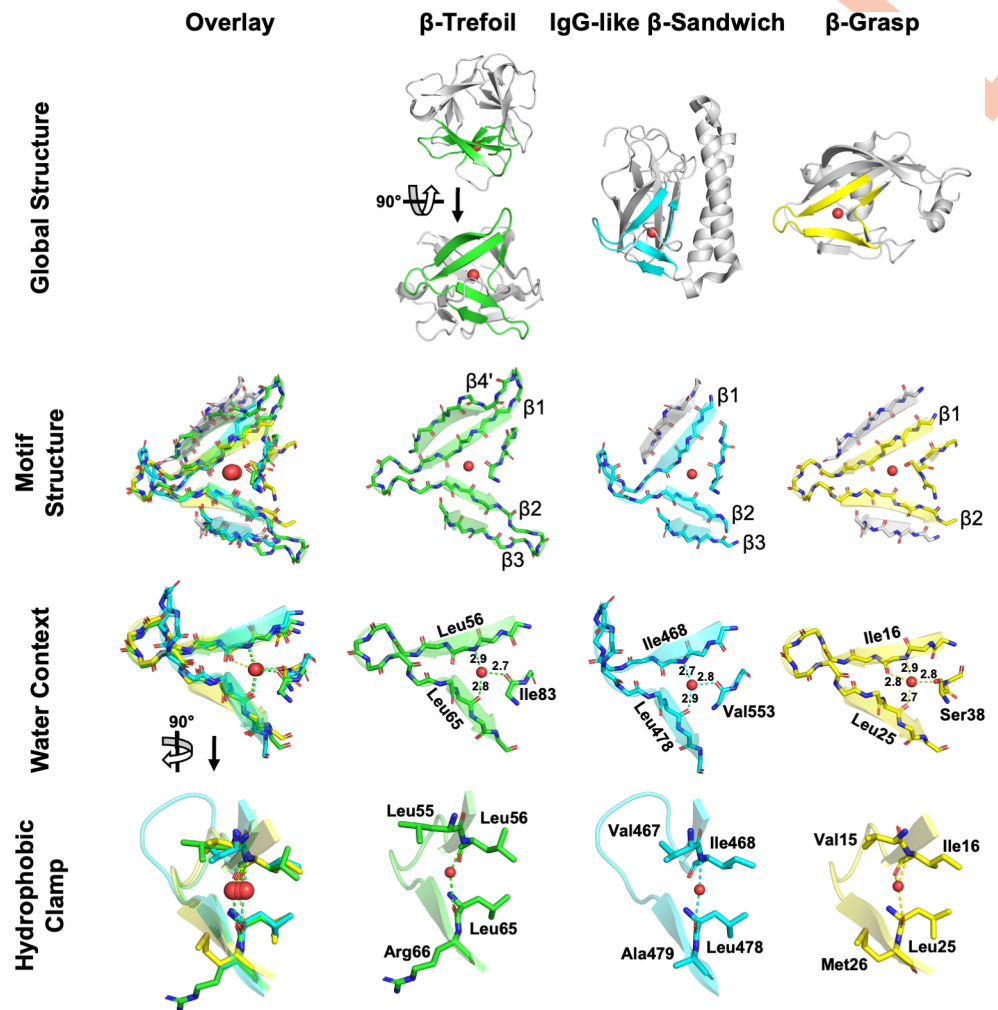 Overlay
β-Trefoil
IgG-like β-Sandwich
β-Grasp
Global Structure
90°
Motif
Structure
β4'
β1
β2
β3
β1
β2
β3
β1
β2
Water Context
90°
Leu56
2.9
2.7
2.8
Ile83
Leu65
Ile468
2.7
2.8
2.9
Val553
Leu478
Ile16
2.9
2.8
2.8
2.7
Ser38
Leu25
Hydrophobic
Clamp
Leu55
Leu56
Leu65
Arg66
Val467
Ile468
Ala479
Leu478
Val15
Ile16
Leu25
Met26